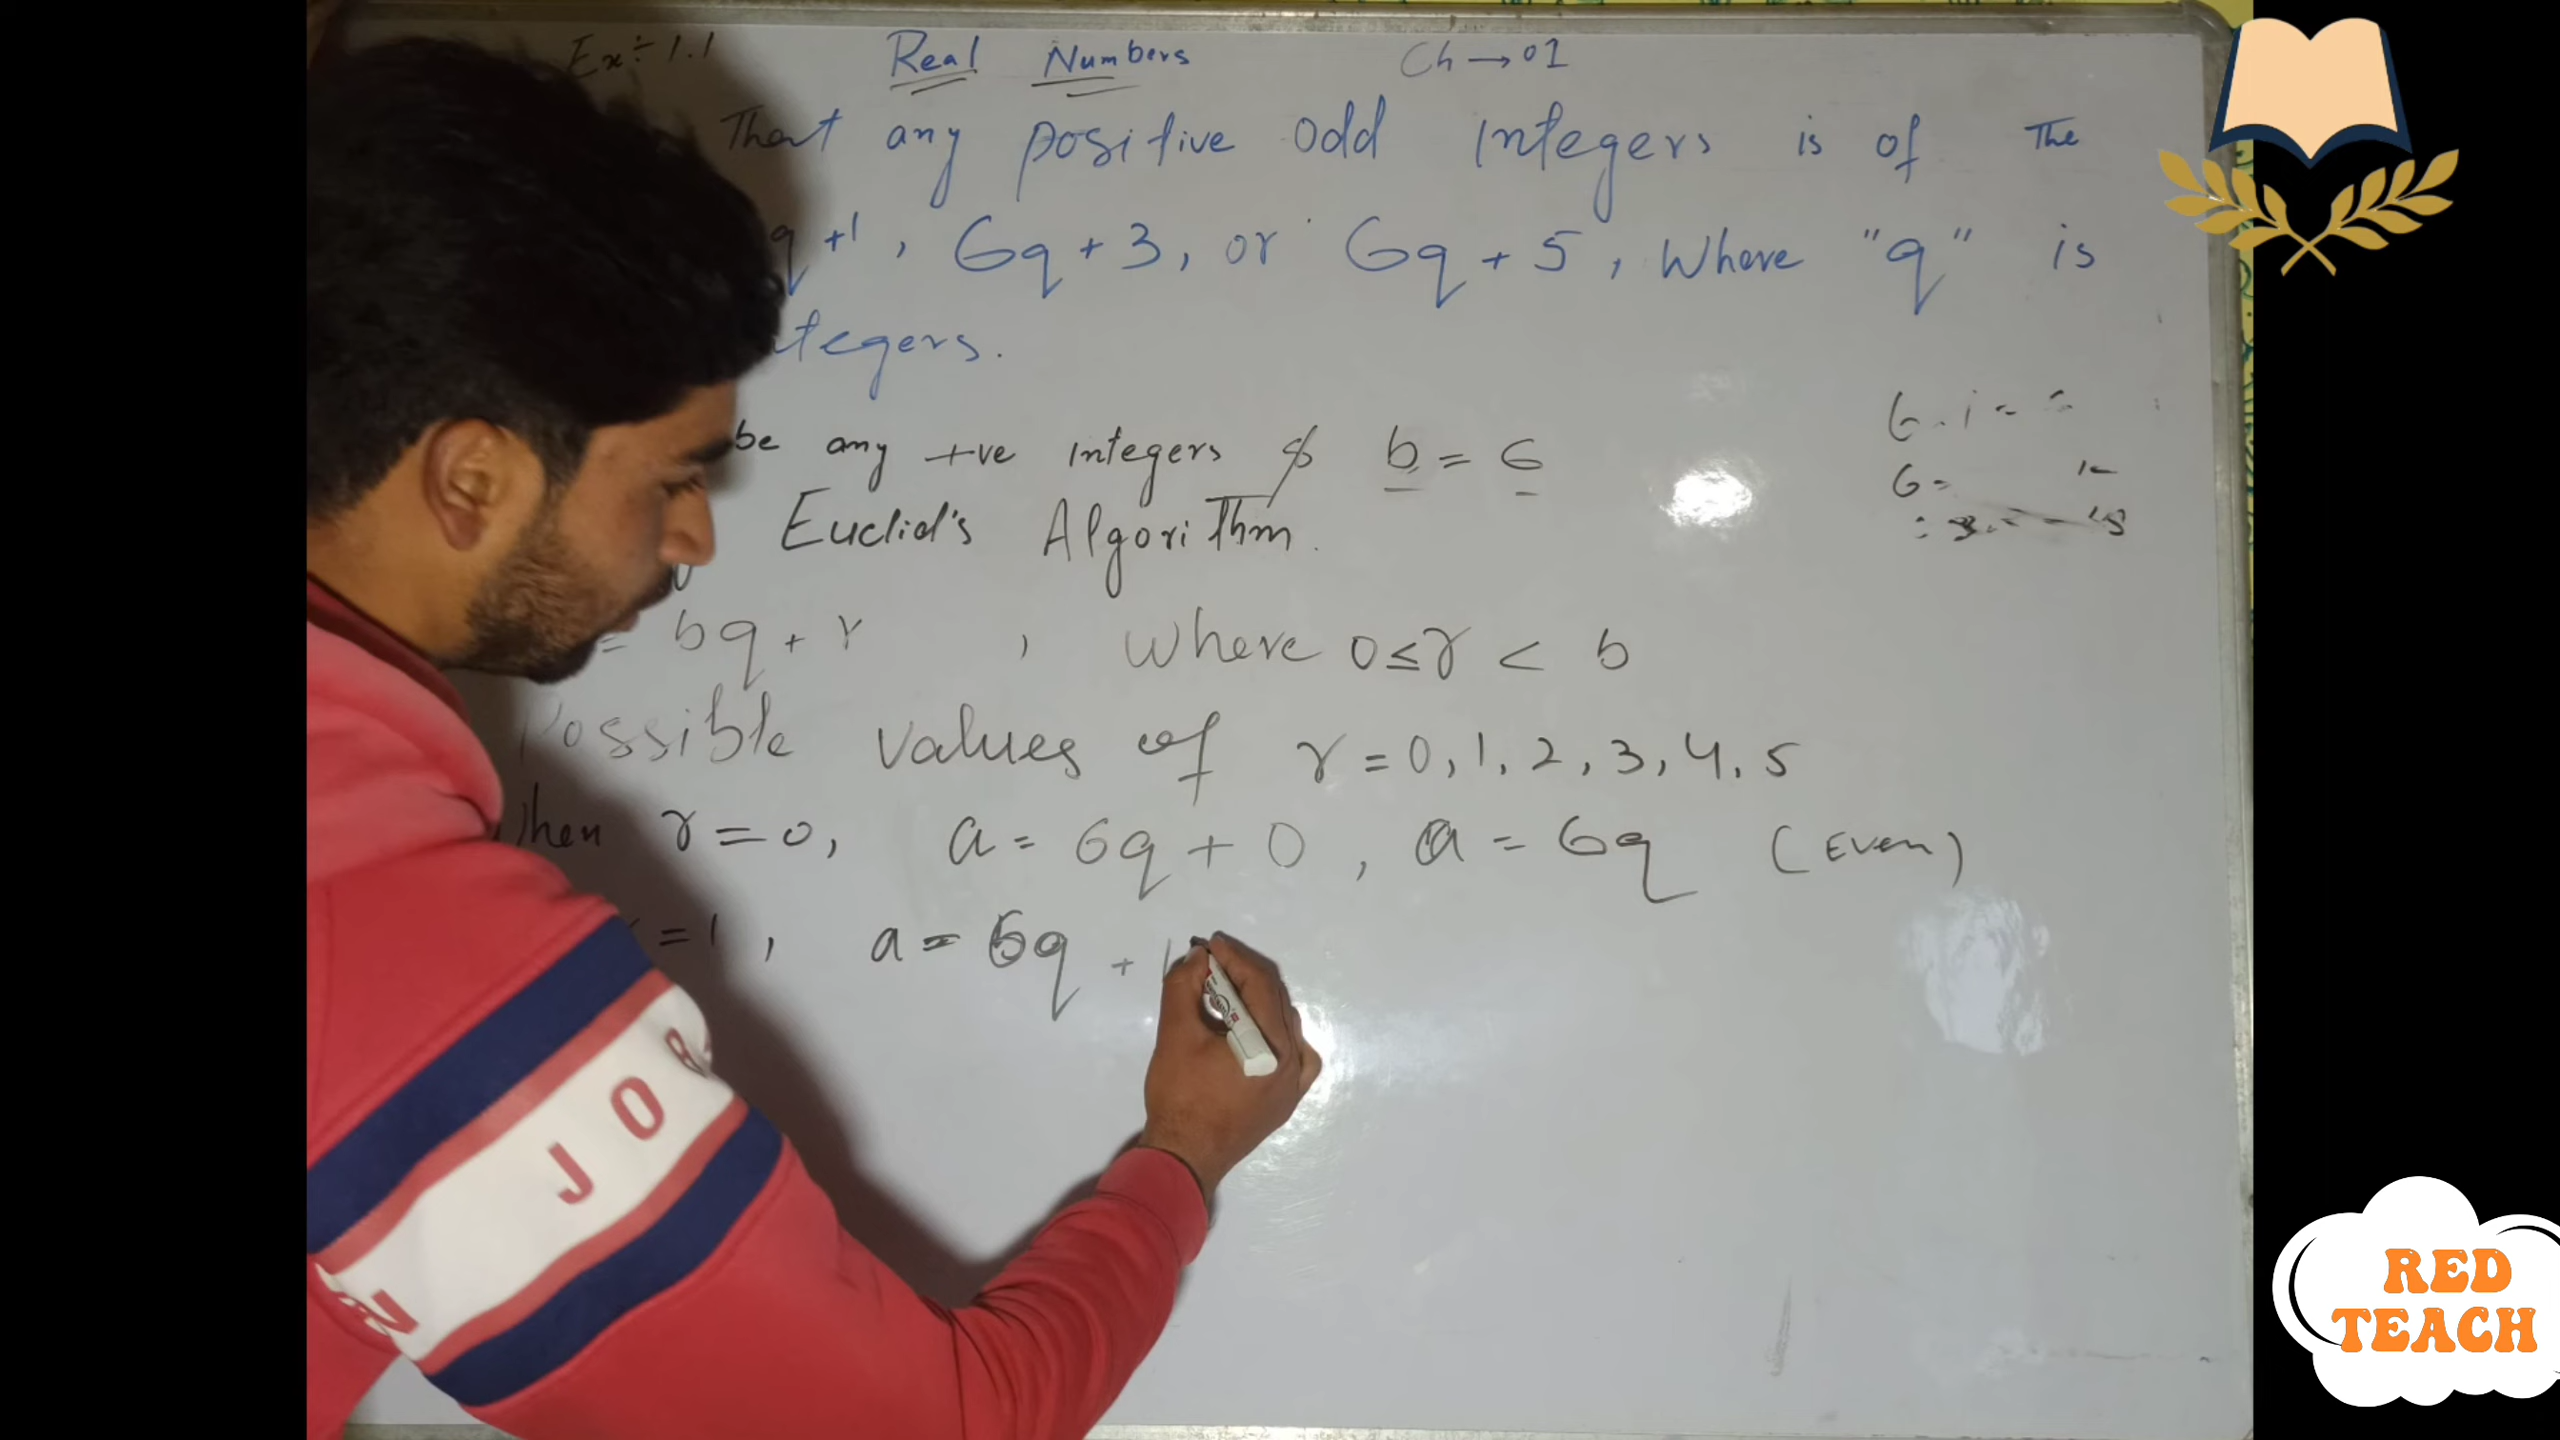 Ex÷ 1.1 Real Numbers Ch → 01
That any positive odd integers is of The
q +1, 6q + 3, or 6q + 5, Where "q" is
tegers.
be any +ve integers & b = 6
Euclid's Algorithm.
= bq + r , Where 0 ≤ r < b
Possible values of r = 0, 1, 2, 3, 4, 5
When r = 0, a = 6q + 0, a = 6q (Even)
= 1, a = 6q + 1
J O
N
RED
TEACH